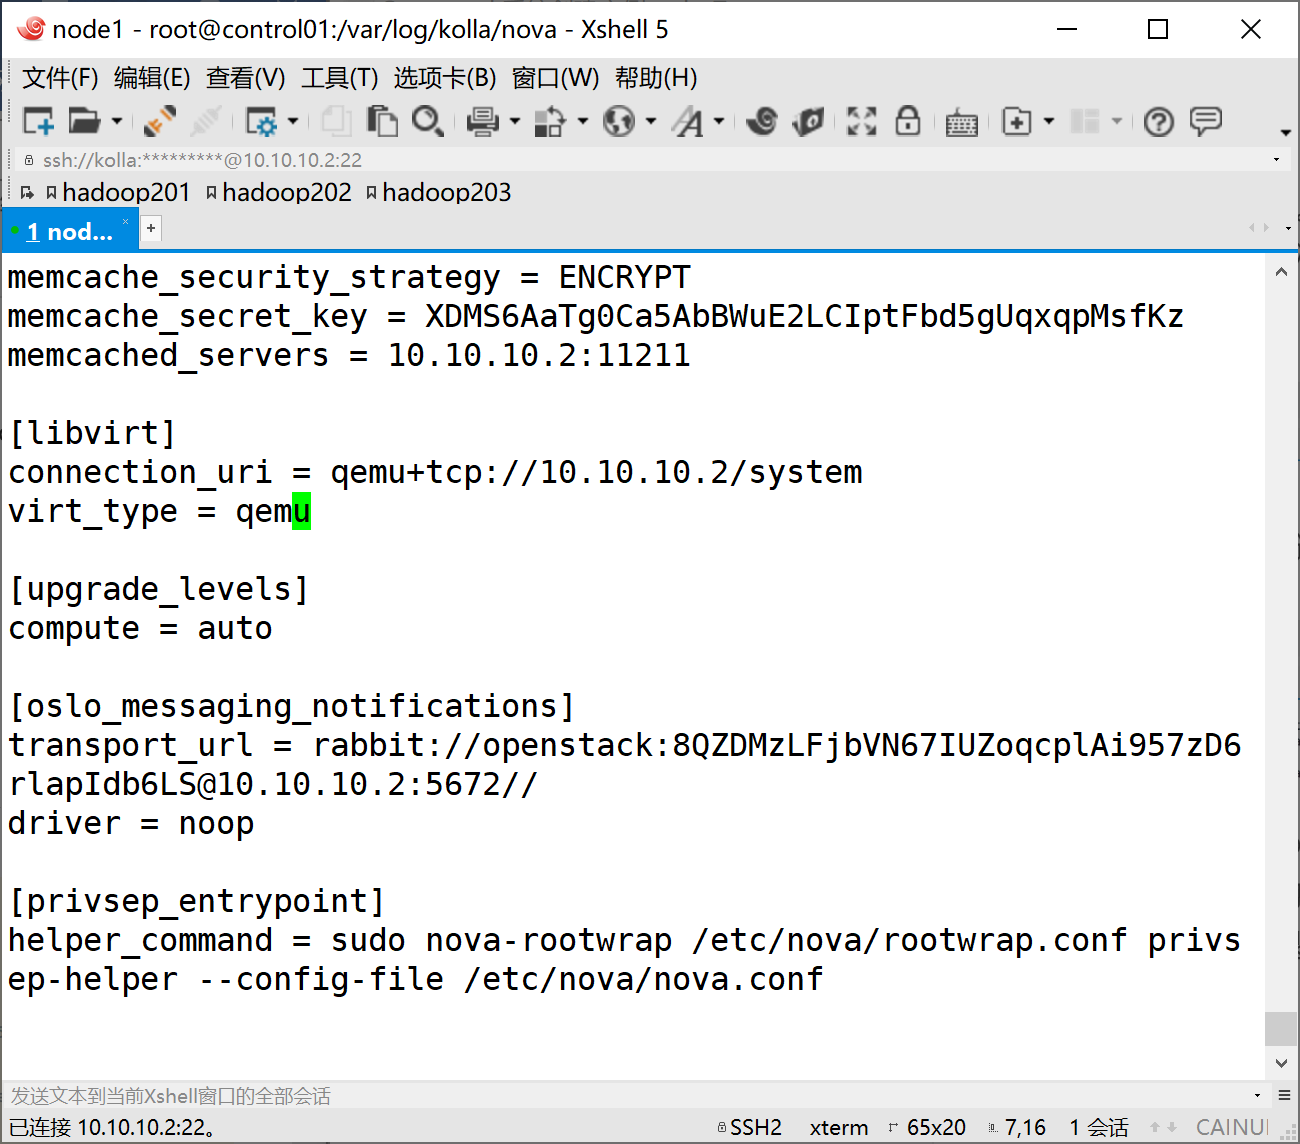 node1 - root@control01:/var/log/kolla/nova - Xshell 5
文件(F) 编辑(E) 查看(V) 工具(T) 选项卡(B) 窗口(W) 帮助(H)
ssh://kolla:*********@10.10.10.2:22
hadoop201 hadoop202 hadoop203
1 nod... × +
memcache_security_strategy = ENCRYPT
memcache_secret_key = XDMS6AaTg0Ca5AbBWuE2LCIptFbd5gUqxqpMsfKz
memcached_servers = 10.10.10.2:11211
[libvirt]
connection_uri = qemu+tcp://10.10.10.2/system
virt_type = qemu
[upgrade_levels]
compute = auto
[oslo_messaging_notifications]
transport_url = rabbit://openstack:8QZDMzLFjbVN67IUZoqcplAi957zD6
rlapIdb6LS@10.10.10.2:5672//
driver = noop
[privsep_entrypoint]
helper_command = sudo nova-rootwrap /etc/nova/rootwrap.conf privs
ep-helper --config-file /etc/nova/nova.conf
发送文本到当前Xshell窗口的全部会话
已连接 10.10.10.2:22。 SSH2 xterm 65x20 7,16 1 会话 CAINU